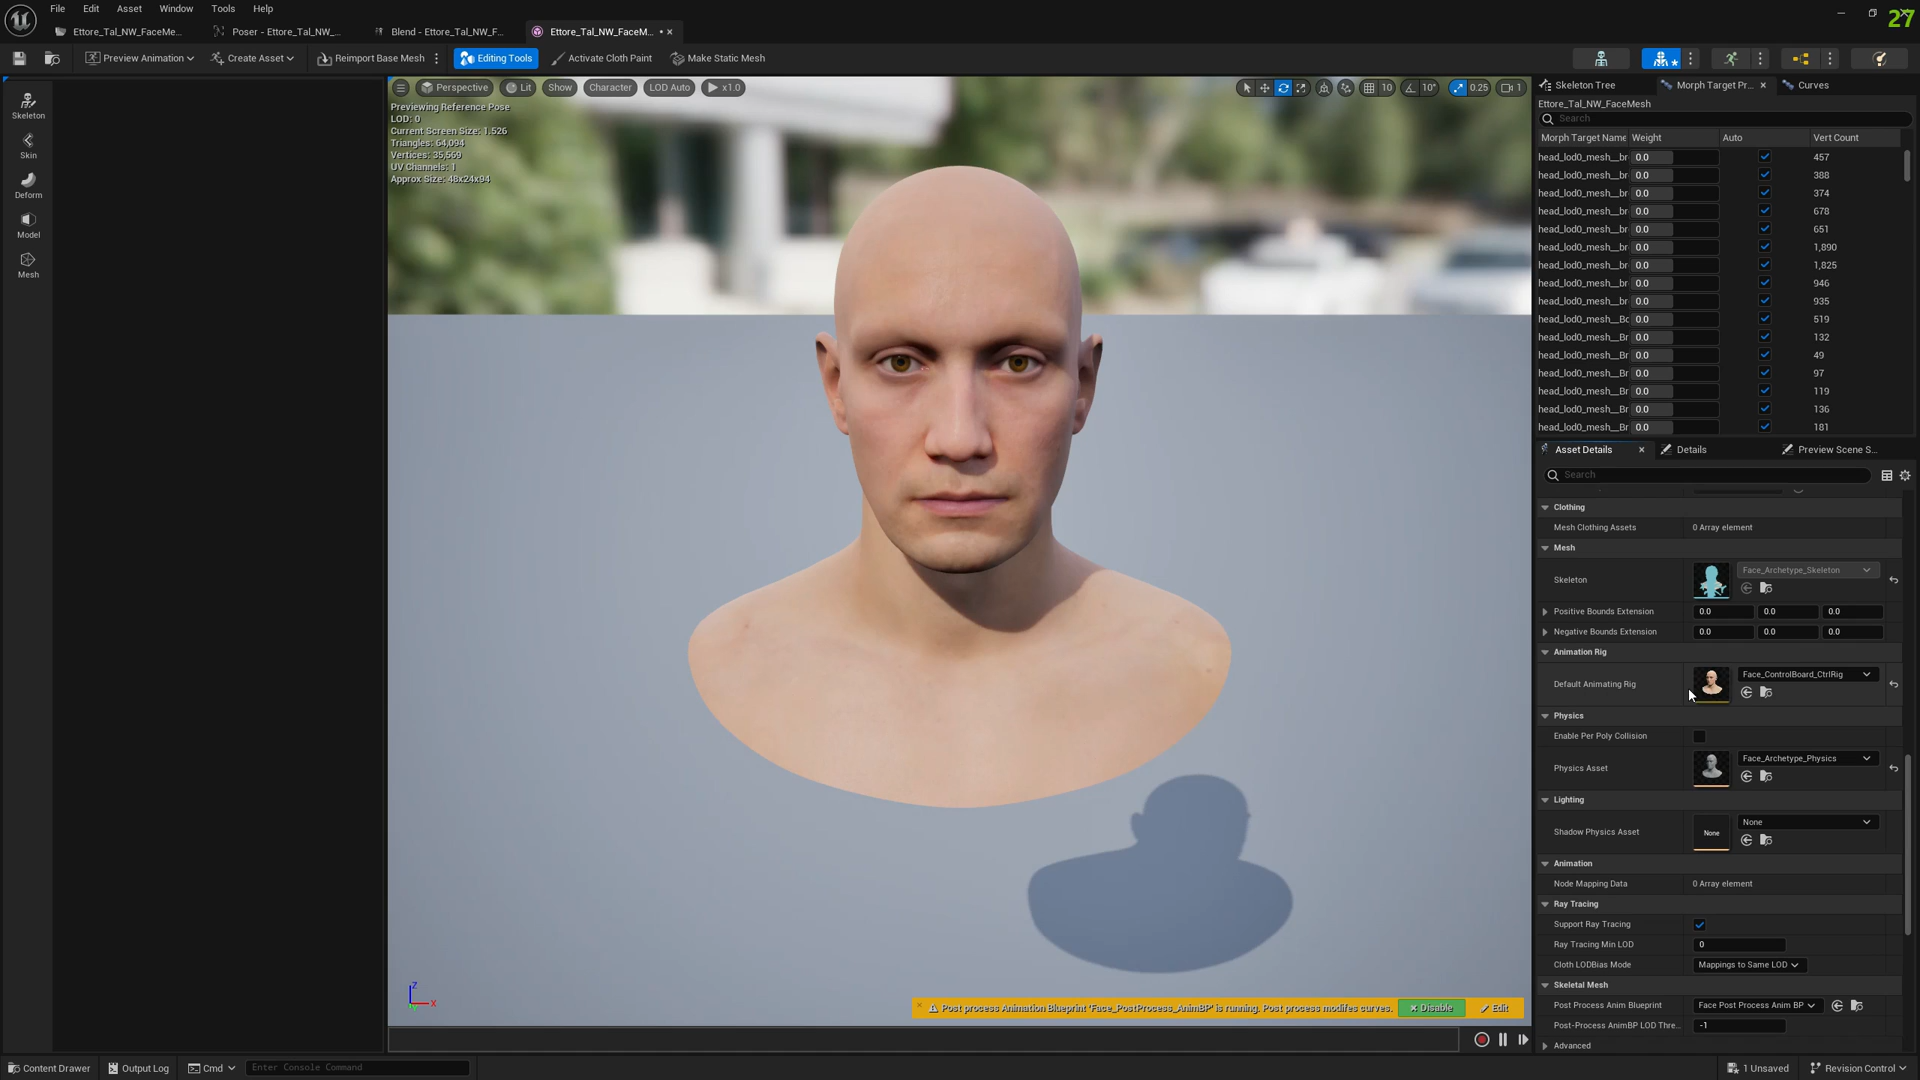 File Edit Asset Window Tools Help
27
Ettore_Tal_NW_FaceMe... Poser - Ettore_Tal_NW_... Blend - Ettore_Tal_NW_F... Ettore_Tal_NW_FaceM... •
Preview Animation Create Asset Reimport Base Mesh Editing Tools Activate Cloth Paint Make Static Mesh
Skeleton
Skin
Deform
Model
Mesh
Perspective Lit Show Character LOD Auto x1.0 10 10° 0.25 1
Previewing Reference Pose
LOD: 0
Current Screen Size: 1.526
Triangles: 64,094
Vertices: 35,569
UV Channels: 1
Approx Size: 48x24x94
Z
X
Post process Animation Blueprint 'Face_PostProcess_AnimBP' is running. Post process modifes curves. Disable Edit
Skeleton Tree Morph Target Pr... Curves
Ettore_Tal_NW_FaceMesh
Search
Morph Target Name Weight Auto Vert Count
head_lod0_mesh__br 0.0 457
head_lod0_mesh__br 0.0 388
head_lod0_mesh__br 0.0 374
head_lod0_mesh__br 0.0 678
head_lod0_mesh__br 0.0 651
head_lod0_mesh__br 0.0 1,890
head_lod0_mesh__br 0.0 1,825
head_lod0_mesh__br 0.0 946
head_lod0_mesh__br 0.0 935
head_lod0_mesh__Bc 0.0 519
head_lod0_mesh__Br 0.0 132
head_lod0_mesh__Br 0.0 49
head_lod0_mesh__Br 0.0 97
head_lod0_mesh__Br 0.0 119
head_lod0_mesh__Br 0.0 136
head_lod0_mesh__Br 0.0 181
Asset Details Details Preview Scene S...
Search
Clothing
Mesh Clothing Assets 0 Array element
Mesh
Skeleton Face_Archetype_Skeleton
Positive Bounds Extension 0.0 0.0 0.0
Negative Bounds Extension 0.0 0.0 0.0
Animation Rig
Default Animating Rig Face_ControlBoard_CtrlRig
Physics
Enable Per Poly Collision
Physics Asset Face_Archetype_Physics
Lighting
Shadow Physics Asset None None
Animation
Node Mapping Data 0 Array element
Ray Tracing
Support Ray Tracing
Ray Tracing Min LOD 0
Cloth LODBias Mode Mappings to Same LOD
Skeletal Mesh
Post Process Anim Blueprint Face Post Process Anim BP
Post-Process AnimBP LOD Thre... -1
Advanced
Content Drawer Output Log Cmd Enter Console Command 1 Unsaved Revision Control